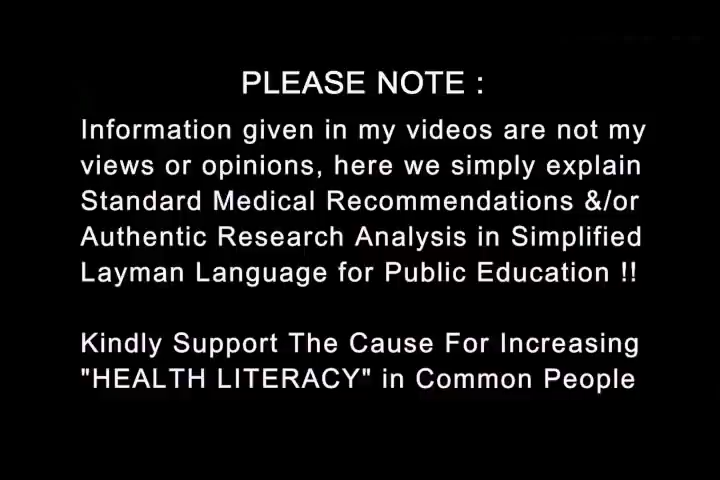 PLEASE NOTE :
Information given in my videos are not my
views or opinions, here we simply explain
Standard Medical Recommendations &/or
Authentic Research Analysis in Simplified
Layman Language for Public Education !!
Kindly Support The Cause For Increasing
"HEALTH LITERACY" in Common People